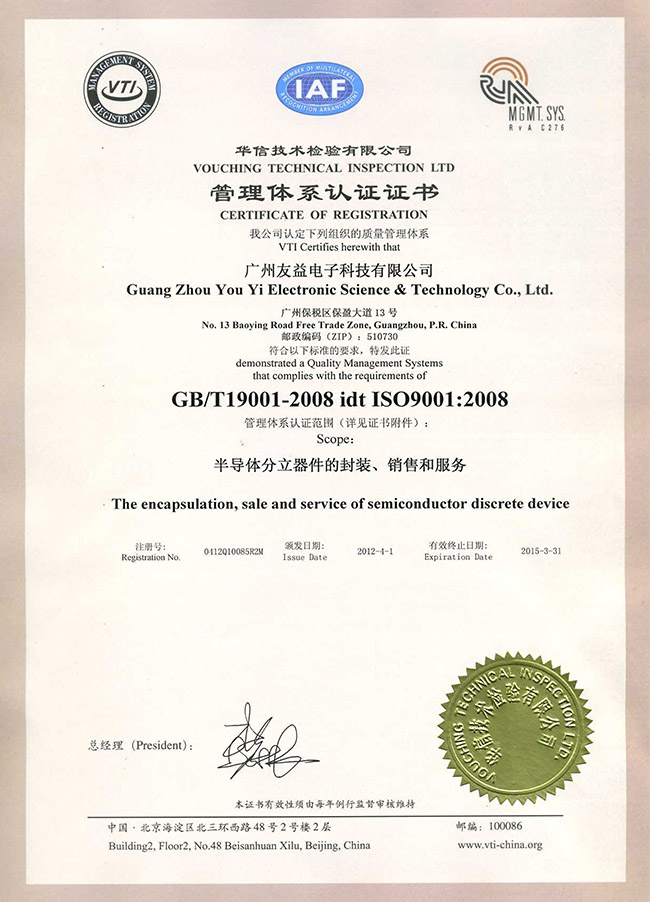 MANAGEMENT SYSTEM
VTI
REGISTRATION
MEMBER OF MULTILATERAL
IAF
RECOGNITION ARRANGEMENT
RvA
MGMT. SYS.
RvA C276
华信技术检验有限公司
VOUCHING TECHNICAL INSPECTION LTD
管理体系认证证书
CERTIFICATE OF REGISTRATION
我公司认定下列组织的质量管理体系
VTI Certifies herewith that
广州友益电子科技有限公司
Guang Zhou You Yi Electronic Science & Technology Co., Ltd.
广州保税区保盈大道 13 号
No. 13 Baoying Road Free Trade Zone, Guangzhou, P.R. China
邮政编码（ZIP）: 510730
符合以下标准的要求，特发此证
demonstrated a Quality Management Systems
that complies with the requirements of
GB/T19001-2008 idt ISO9001:2008
管理体系认证范围（详见证书附件）:
Scope:
半导体分立器件的封装、销售和服务
The encapsulation, sale and service of semiconductor discrete device
注册号: 0412Q10085R2M 颁发日期: 2012-4-1 有效终止日期: 2015-3-31
Registration No. Issue Date Expiration Date
VOUCHING TECHNICAL INSPECTION LTD.
华信技术检验有限公司
总经理（President）:
本证书有效性须由每年例行监督审核维持
中国 · 北京海淀区北三环西路 48 号 2 号楼 2 层 邮编: 100086
Building2, Floor2, No.48 Beisanhuan Xilu, Beijing, China www.vti-china.org